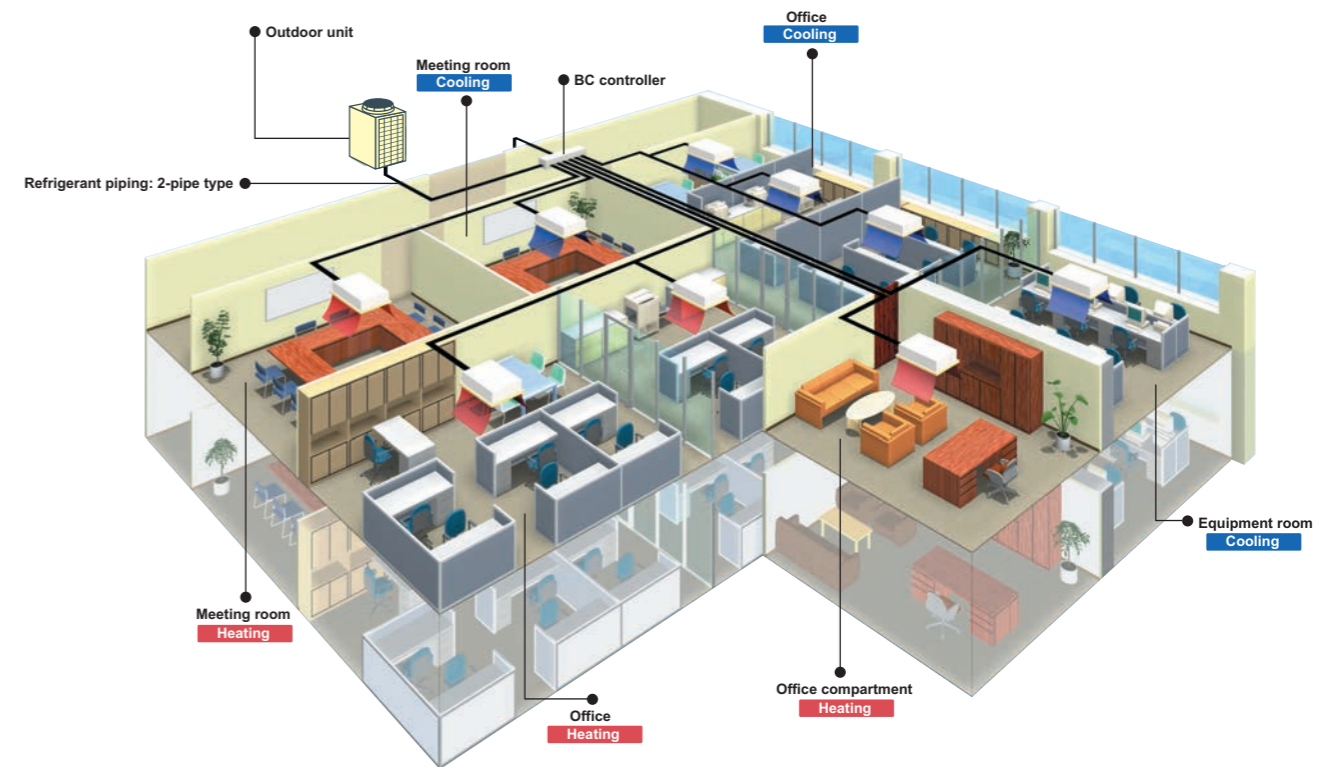 Office
Cooling
Outdoor unit
Meeting room
Cooling
BC controller
Refrigerant piping: 2-pipe type
Equipment room
Cooling
Meeting room
Heating
Office compartment
Heating
Office
Heating